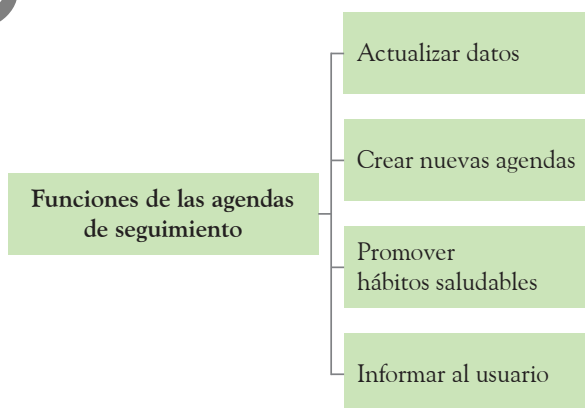 Funciones de las agendas
de seguimiento
Actualizar datos
Crear nuevas agendas
Promover
hábitos saludables
Informar al usuario